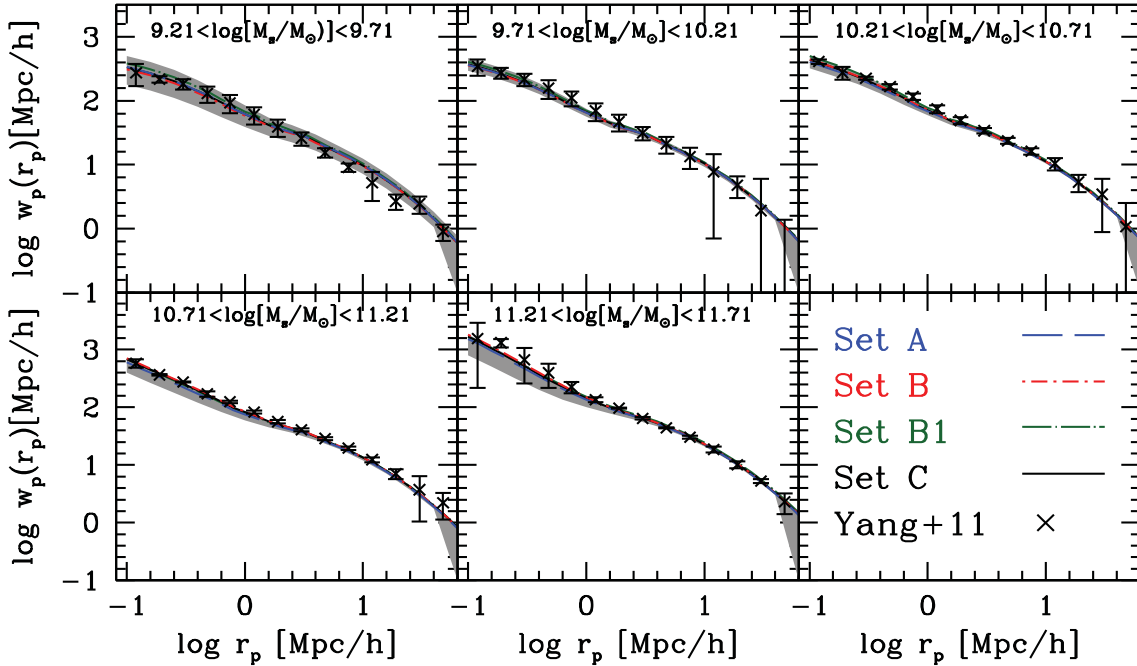 9.21<log[M_s/M_⊙)]<9.71
9.71<log[M_s/M_⊙]<10.21
10.21<log[M_s/M_⊙]<10.71
log w_p(r_p)[Mpc/h]
3
2
1
0
−1
10.71<log[M_s/M_⊙]<11.21
11.21<log[M_s/M_⊙]<11.71
log w_p(r_p)[Mpc/h]
3
2
1
0
−1
Set A
Set B
Set B1
Set C
Yang+11
−1 0 1
−1 0 1
−1 0 1
log r_p [Mpc/h]
log r_p [Mpc/h]
log r_p [Mpc/h]